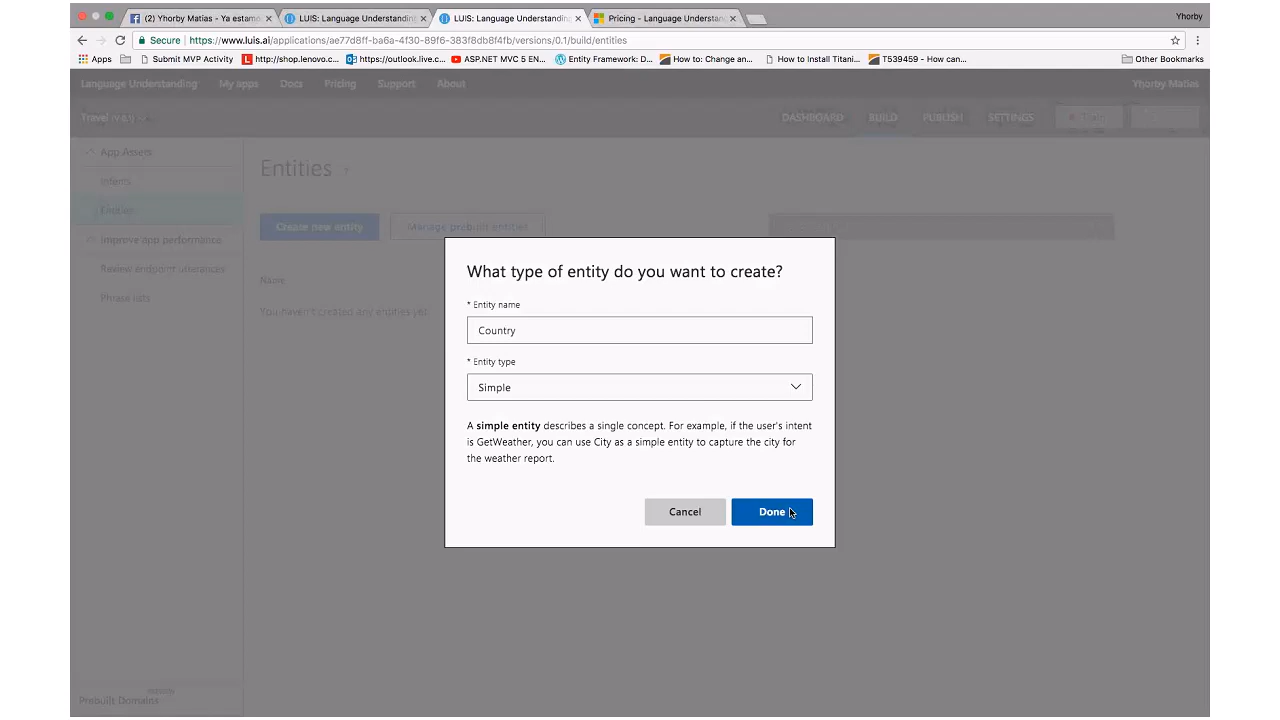 (2) Yhorby Matias - Ya estamo
LUIS: Language Understandin
LUIS: Language Understanding
Pricing - Language Understan
Yhorby
Secure
https://www.luis.ai/applications/ae77d8ff-ba6a-4f30-89f6-383f8db8f4fb/versions/0.1/build/entities
Apps
Submit MVP Activity
http://shop.lenovo.c...
https://outlook.live.c...
ASP.NET MVC 5 EN...
Entity Framework: D...
How to: Change an...
How to Install Titani...
T539459 - How can...
Other Bookmarks
Language Understanding
My apps
Docs
Pricing
Support
About
Yhorby Matias
Travel
DASHBOARD
BUILD
PUBLISH
SETTINGS
Train
App Assets
Intents
Entities
Improve app performance
Review endpoint utterances
Phrase lists
Prebuilt Domains
Entities
Create new entity
Manage prebuilt entities
Name
You haven't created any entities yet
What type of entity do you want to create?
* Entity name
Country
* Entity type
Simple
A simple entity describes a single concept. For example, if the user's intent
is GetWeather, you can use City as a simple entity to capture the city for
the weather report.
Cancel
Done